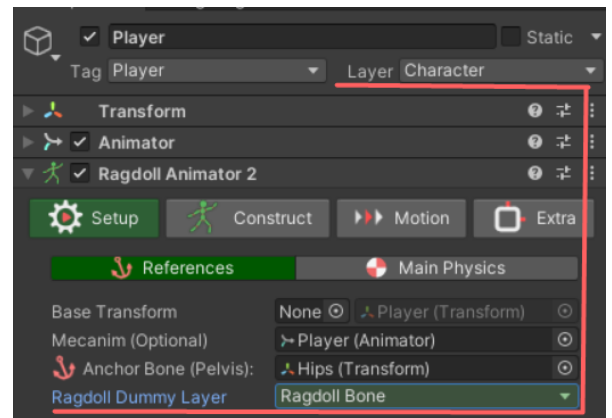 Player
Static
Tag Player
Layer Character
Transform
Animator
Ragdoll Animator 2
Setup
Construct
Motion
Extra
References
Main Physics
Base Transform None Player (Transform)
Mecanim (Optional) Player (Animator)
Anchor Bone (Pelvis): Hips (Transform)
Ragdoll Dummy Layer Ragdoll Bone